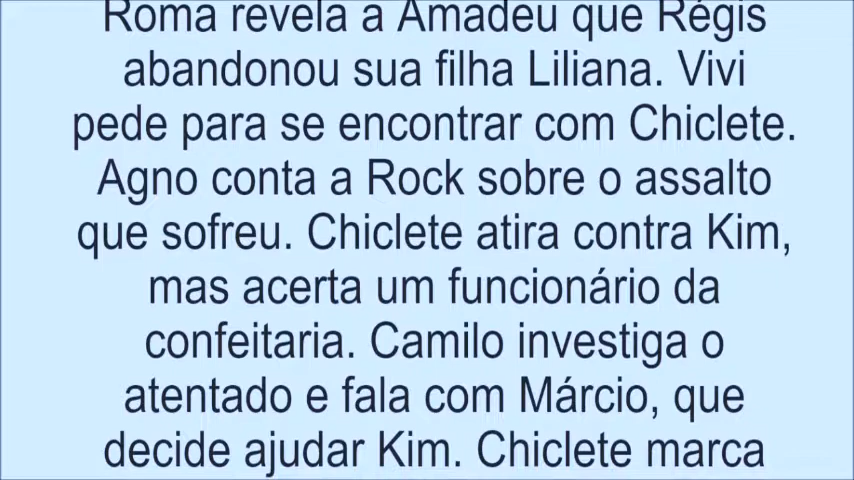 Roma revela a Amadeu que Régis
abandonou sua filha Liliana. Vivi
pede para se encontrar com Chiclete.
Agno conta a Rock sobre o assalto
que sofreu. Chiclete atira contra Kim,
mas acerta um funcionário da
confeitaria. Camilo investiga o
atentado e fala com Márcio, que
decide ajudar Kim. Chiclete marca